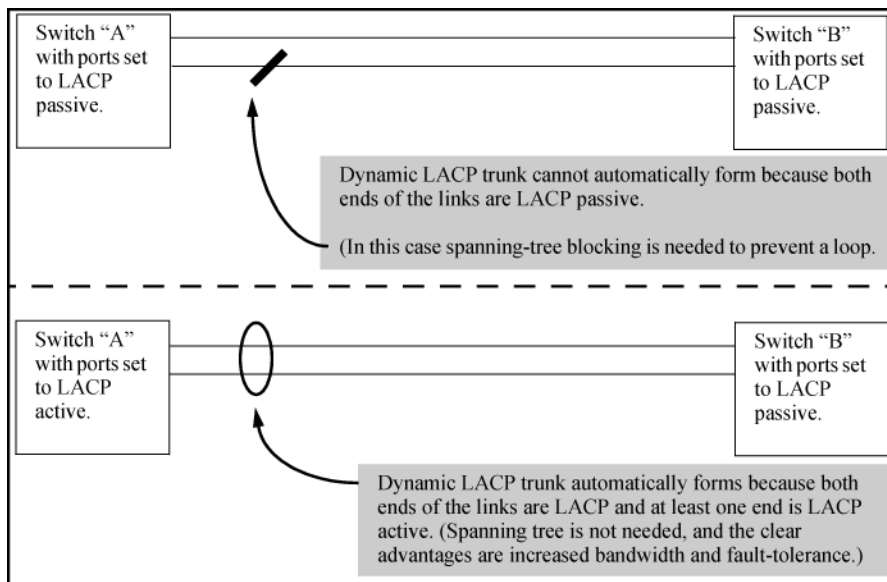 Switch “A”
with ports set
to LACP
passive.
Switch “B”
with ports set
to LACP
passive.
Dynamic LACP trunk cannot automatically form because both
ends of the links are LACP passive.
(In this case spanning-tree blocking is needed to prevent a loop.
Switch “A”
with ports set
to LACP
active.
Switch “B”
with ports set
to LACP
passive.
Dynamic LACP trunk automatically forms because both
ends of the links are LACP and at least one end is LACP
active. (Spanning tree is not needed, and the clear
advantages are increased bandwidth and fault-tolerance.)